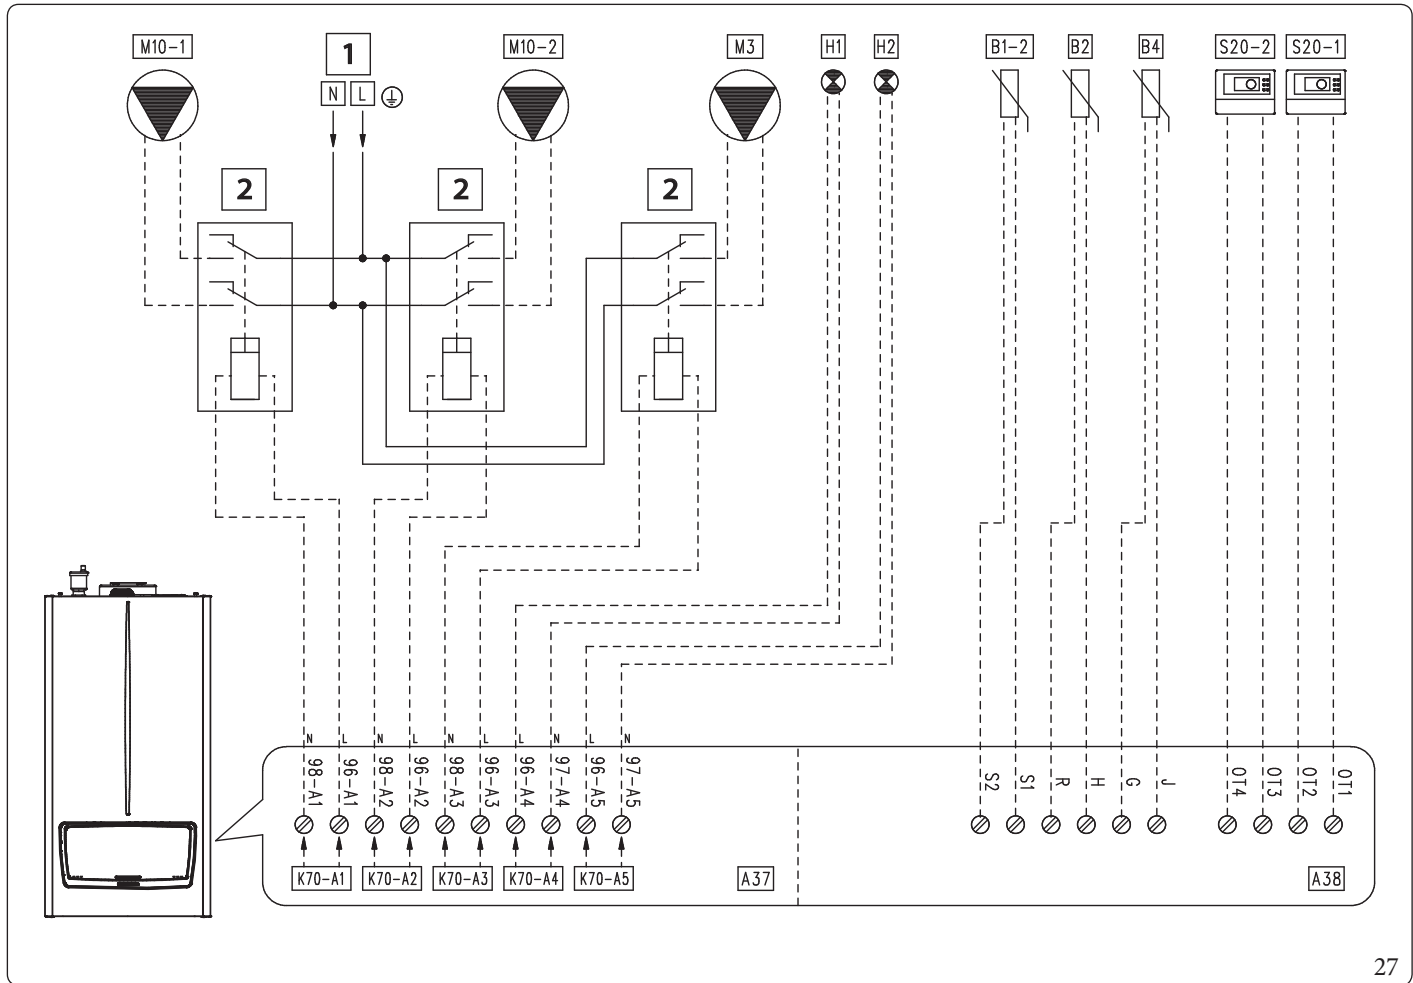 M10-1
1
M10-2
M3
H1
H2
B1-2
B2
B4
S20-2
S20-1
N
L
2
2
2
N
L
N
L
N
L
L
N
L
N
98-A1
96-A1
98-A2
96-A2
98-A3
96-A3
96-A4
97-A4
96-A5
97-A5
S2
S1
R
H
G
J
OT4
OT3
OT2
OT1
K70-A1
K70-A2
K70-A3
K70-A4
K70-A5
A37
A38
27